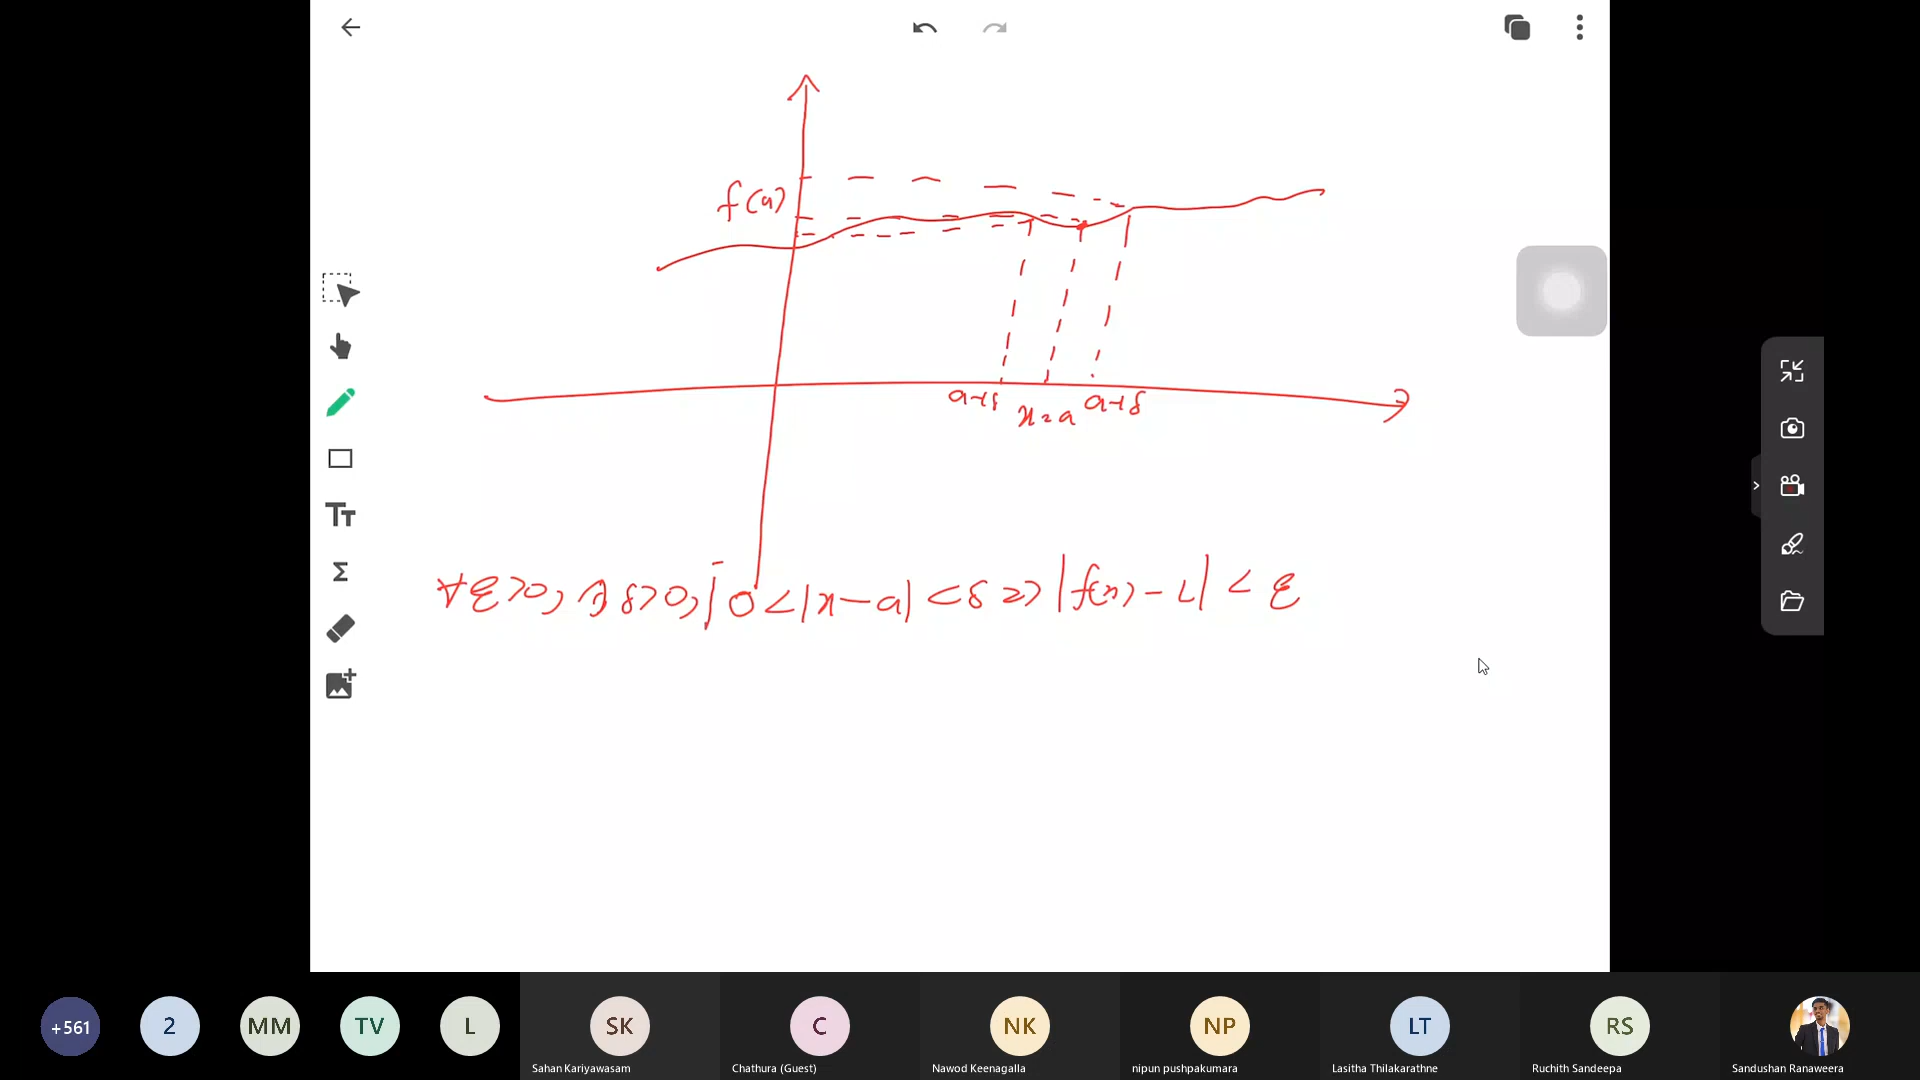 f(a)
a-δ
x=a
a+δ
∀ε>0, ∃ δ>0, | 0<|x-a| <δ => |f(x)-L| < ε
Tт
Σ
+561
2
MM
TV
L
SK
C
NK
NP
LT
RS
Sahan Kariyawasam
Chathura (Guest)
Nawod Keenagalla
nipun pushpakumara
Lasitha Thilakarathne
Ruchith Sandeepa
Sandushan Ranaweera